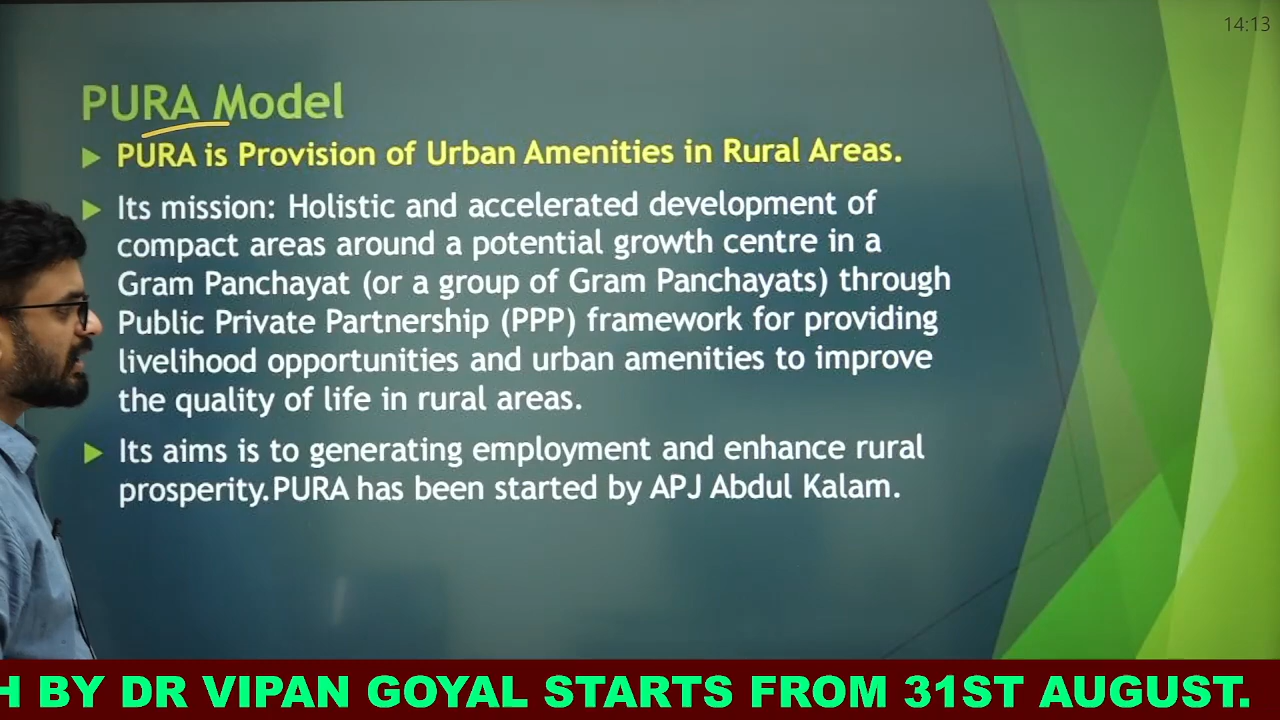 14:13
PURA Model
PURA is Provision of Urban Amenities in Rural Areas.
Its mission: Holistic and accelerated development of
compact areas around a potential growth centre in a
Gram Panchayat (or a group of Gram Panchayats) through
Public Private Partnership (PPP) framework for providing
livelihood opportunities and urban amenities to improve
the quality of life in rural areas.
Its aims is to generating employment and enhance rural
prosperity.PURA has been started by APJ Abdul Kalam.
H BY DR VIPAN GOYAL STARTS FROM 31ST AUGUST.